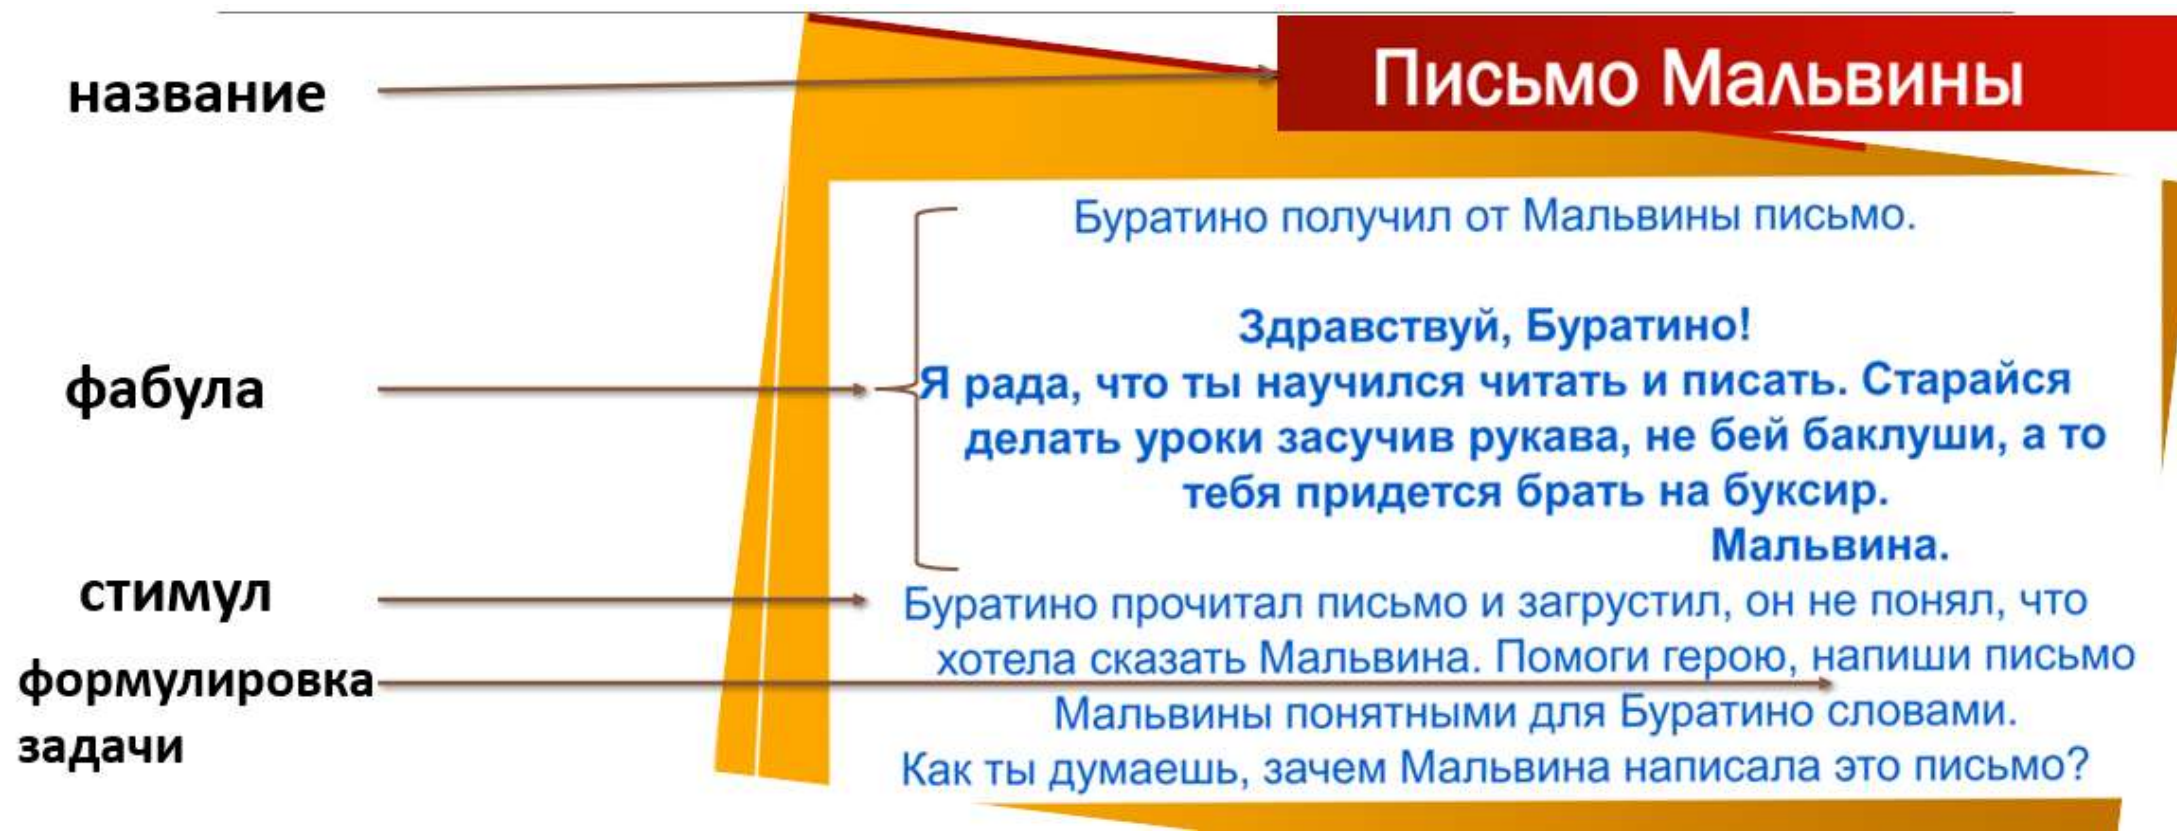 название
Письмо Мальвины
Буратино получил от Мальвины письмо.
Здравствуй, Буратино!
фабула
Я рада, что ты научился читать и писать. Старайся
делать уроки засучив рукава, не бей баклуши, а то
тебя придется брать на буксир.
Мальвина.
стимул
Буратино прочитал письмо и загрустил, он не понял, что
хотела сказать Мальвина. Помоги герою, напиши письмо
формулировка
задачи
Мальвины понятными для Буратино словами.
Как ты думаешь, зачем Мальвина написала это письмо?